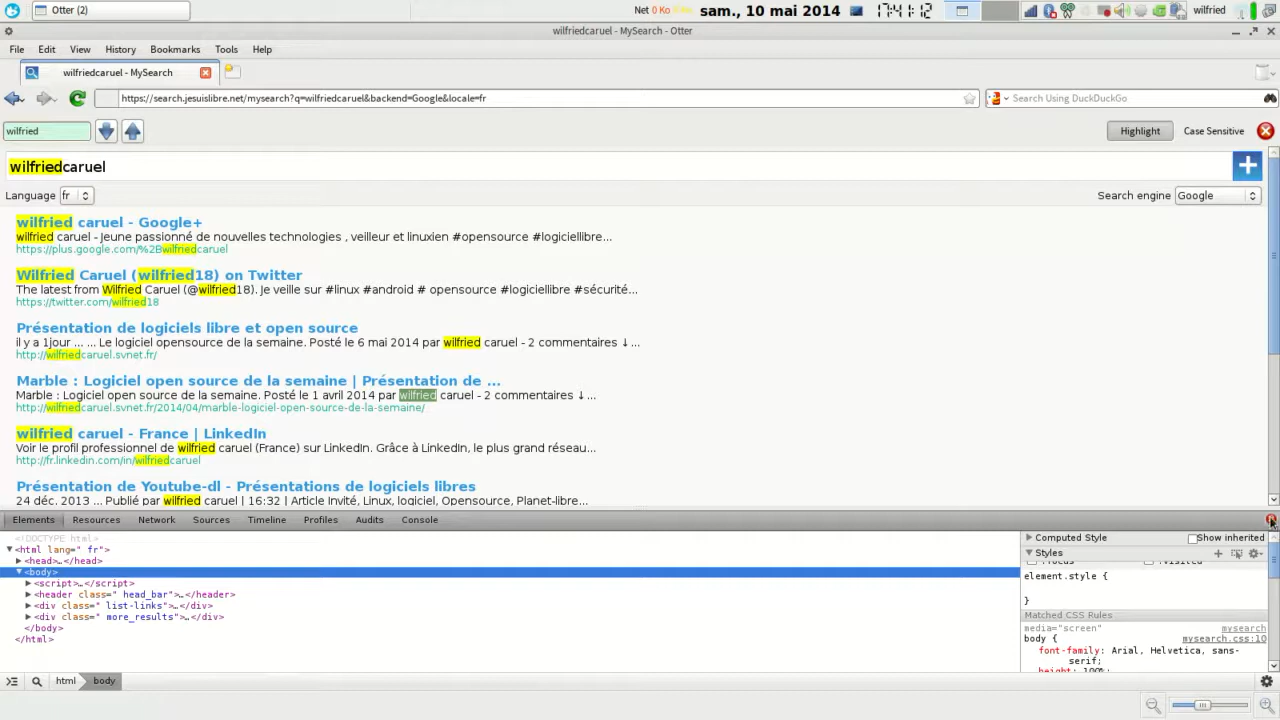 Otter (2)
Net 0 Ko
sam., 10 mai 2014
17:41:12
wilfried
wilfriedcaruel - MySearch - Otter
File Edit View History Bookmarks Tools Help
wilfriedcaruel - MySearch
https://search.jesuislibre.net/mysearch?q=wilfriedcaruel&backend=Google&locale=fr
Search Using DuckDuckGo
wilfried
Highlight
Case Sensitive
wilfriedcaruel
Language fr
Search engine Google
wilfried caruel - Google+
wilfried caruel - Jeune passionné de nouvelles technologies , veilleur et linuxien #opensource #logiciellibre...
https://plus.google.com/%2Bwilfriedcaruel
Wilfried Caruel (wilfried18) on Twitter
The latest from Wilfried Caruel (@wilfried18). Je veille sur #linux #android # opensource #logiciellibre #sécurité...
https://twitter.com/wilfried18
Présentation de logiciels libre et open source
il y a 1jour ... ... Le logiciel opensource de la semaine. Posté le 6 mai 2014 par wilfried caruel - 2 commentaires ↓...
http://wilfriedcaruel.svnet.fr/
Marble : Logiciel open source de la semaine | Présentation de ...
Marble : Logiciel open source de la semaine. Posté le 1 avril 2014 par wilfried caruel - 2 commentaires ↓...
http://wilfriedcaruel.svnet.fr/2014/04/marble-logiciel-open-source-de-la-semaine/
wilfried caruel - France | LinkedIn
Voir le profil professionnel de wilfried caruel (France) sur LinkedIn. Grâce à LinkedIn, le plus grand réseau...
http://fr.linkedin.com/in/wilfriedcaruel
Présentation de Youtube-dl - Présentations de logiciels libres
24 déc. 2013 ... Publié par wilfried caruel | 16:32 | Article Invité, Linux, logiciel, Opensource, Planet-libre...
Elements Resources Network Sources Timeline Profiles Audits Console
<!DOCTYPE html>
<html lang=" fr">
<head>…</head>
<body>
<script>…</script>
<header class=" head_bar">…</header>
<div class=" list-links">…</div>
<div class=" more_results">…</div>
</body>
</html>
Computed Style
Show inherited
Styles
element.style {
}
Matched CSS Rules
media="screen" mysearch
body { mysearch.css:10
font-family: Arial, Helvetica, sans-
serif;
height: 100%;
html body